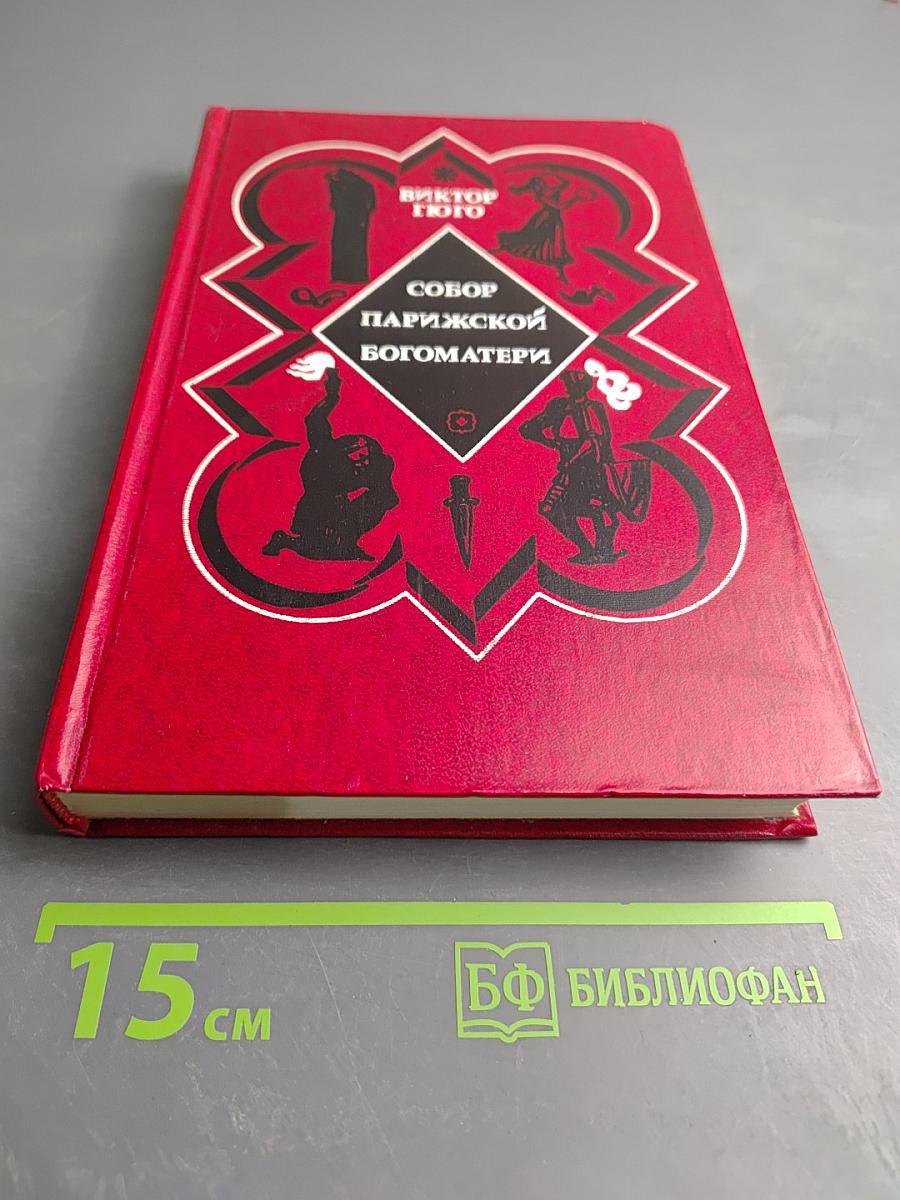 ВИКТОР
ГЮГО
СОБОР
ПАРИЖСКОЙ
БОГОМАТЕРИ
15 см
БФ БИБЛИОФАН